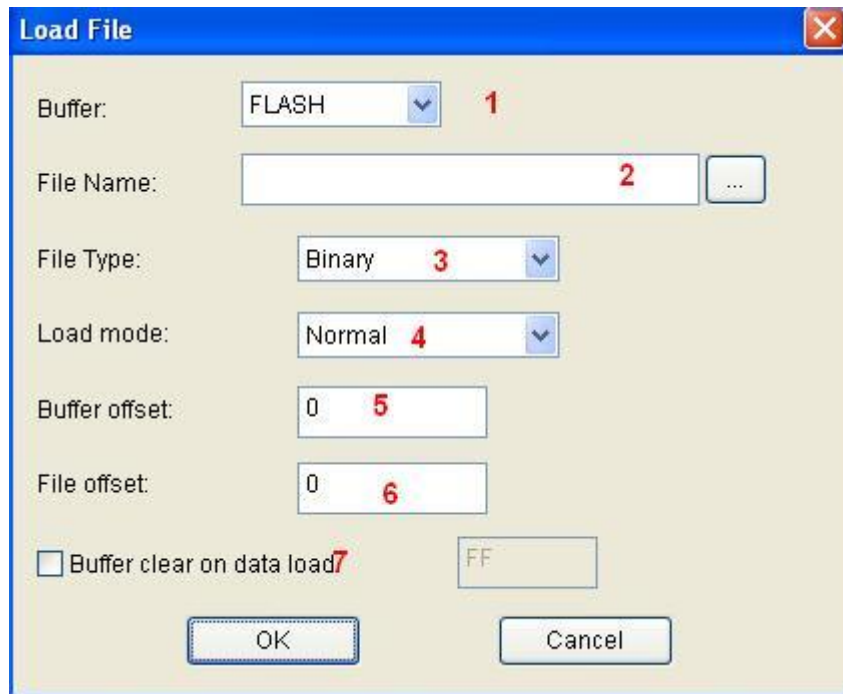 Load File
Buffer: FLASH 1
File Name: 2 ...
File Type: Binary 3
Load mode: Normal 4
Buffer offset: 0 5
File offset: 0 6
Buffer clear on data load 7 FF
OK Cancel